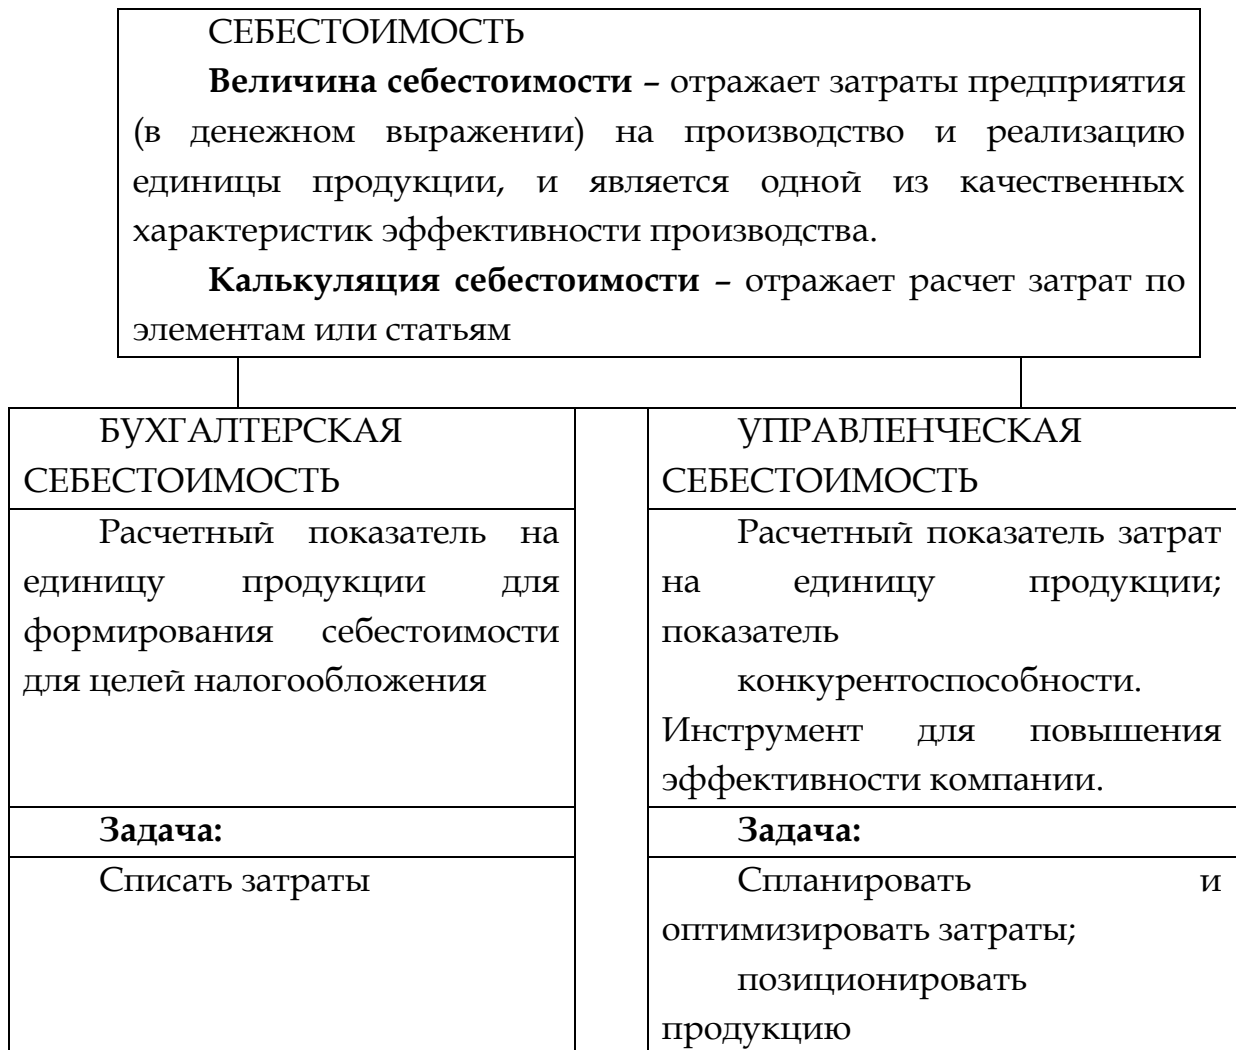 СЕБЕСТОИМОСТЬ
Величина себестоимости – отражает затраты предприятия
(в денежном выражении) на производство и реализацию
единицы продукции, и является одной из качественных
характеристик эффективности производства.
Калькуляция себестоимости – отражает расчет затрат по
элементам или статьям
БУХГАЛТЕРСКАЯ
СЕБЕСТОИМОСТЬ
Расчетный показатель на
единицу продукции для
формирования себестоимости
для целей налогообложения
Задача:
Списать затраты
УПРАВЛЕНЧЕСКАЯ
СЕБЕСТОИМОСТЬ
Расчетный показатель затрат
на единицу продукции;
показатель
конкурентоспособности.
Инструмент для повышения
эффективности компании.
Задача:
Спланировать и
оптимизировать затраты;
позиционировать
продукцию